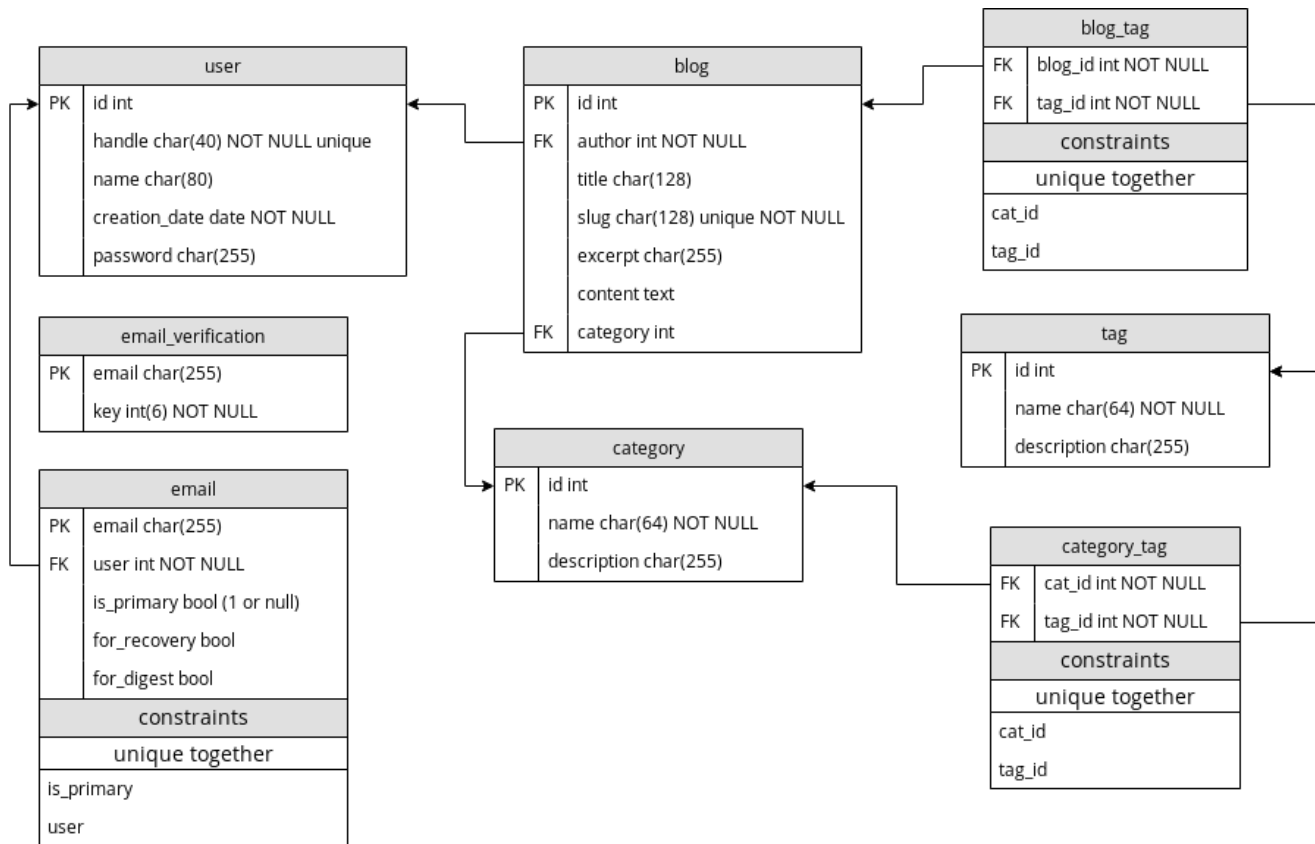 user
PK id int
handle char(40) NOT NULL unique
name char(80)
creation_date date NOT NULL
password char(255)
email_verification
PK email char(255)
key int(6) NOT NULL
email
PK email char(255)
FK user int NOT NULL
is_primary bool (1 or null)
for_recovery bool
for_digest bool
constraints
unique together
is_primary
user
blog
PK id int
FK author int NOT NULL
title char(128)
slug char(128) unique NOT NULL
excerpt char(255)
content text
FK category int
category
PK id int
name char(64) NOT NULL
description char(255)
blog_tag
FK blog_id int NOT NULL
FK tag_id int NOT NULL
constraints
unique together
cat_id
tag_id
tag
PK id int
name char(64) NOT NULL
description char(255)
category_tag
FK cat_id int NOT NULL
FK tag_id int NOT NULL
constraints
unique together
cat_id
tag_id